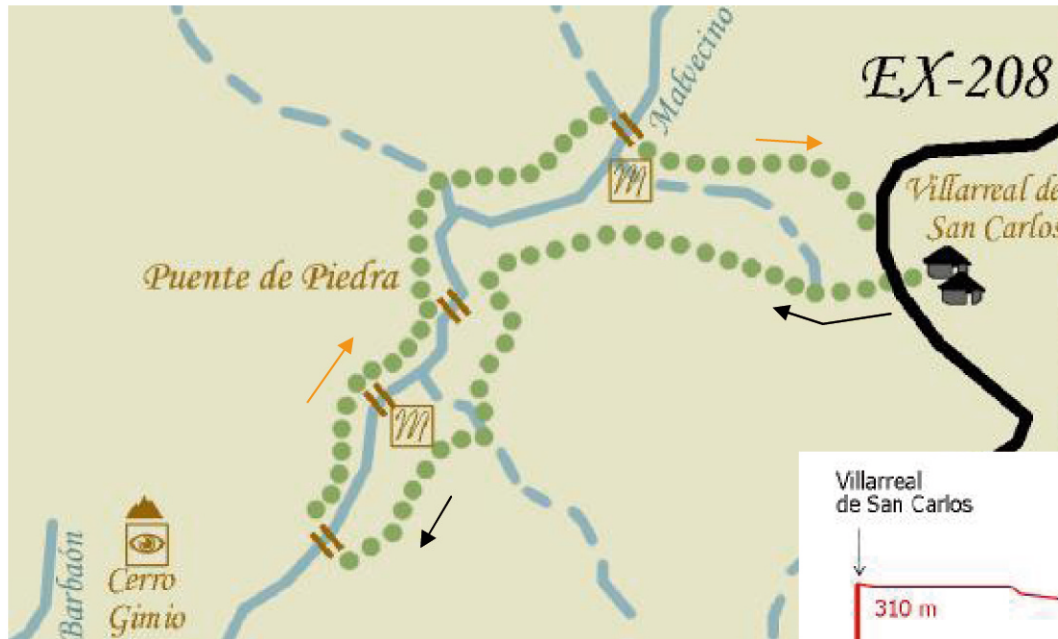 EX-208
Malvecino
Villarreal de
San Carlos
M
Puente de Piedra
M
Barbaón
Cerro
Gimio
Villarreal
de San Carlos
310 m